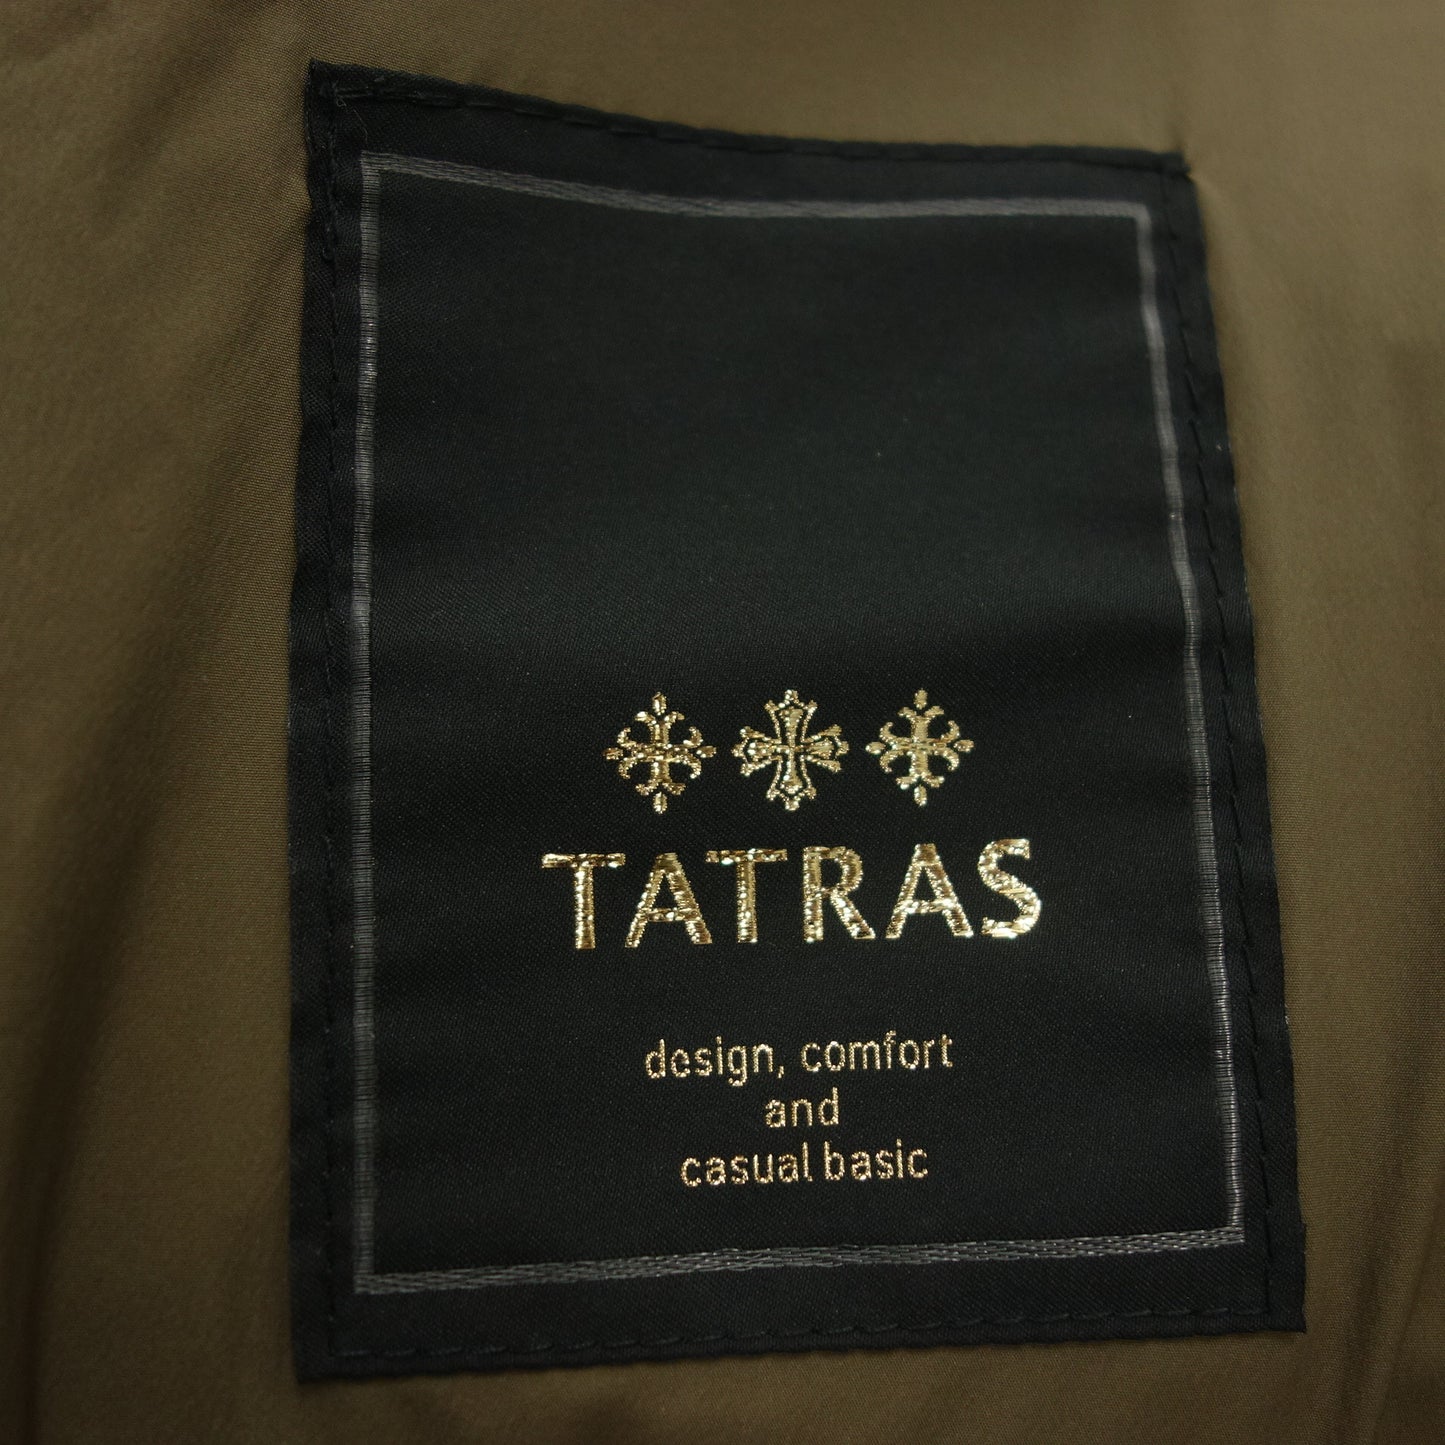 TATRAS
design, comfort
and
casual basic